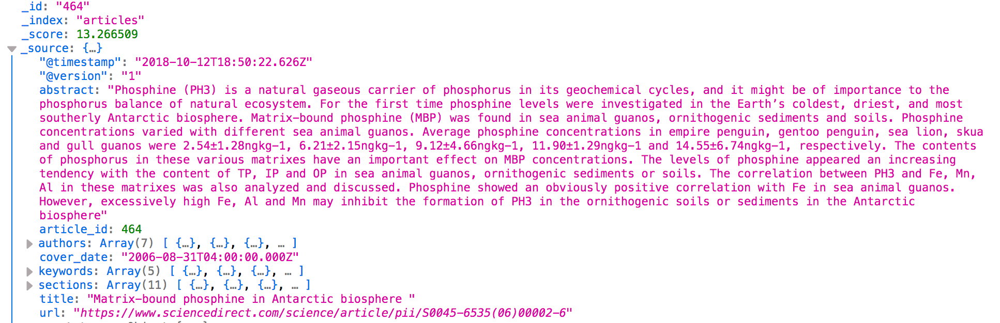 _id: "464"
_index: "articles"
_score: 13.266509
_source: {…}
"@timestamp": "2018-10-12T18:50:22.626Z"
"@version": "1"
abstract: "Phosphine (PH3) is a natural gaseous carrier of phosphorus in its geochemical cycles, and it might be of importance to the
phosphorus balance of natural ecosystem. For the first time phosphine levels were investigated in the Earth’s coldest, driest, and most
southerly Antarctic biosphere. Matrix-bound phosphine (MBP) was found in sea animal guanos, ornithogenic sediments and soils. Phosphine
concentrations varied with different sea animal guanos. Average phosphine concentrations in empire penguin, gentoo penguin, sea lion, skua
and gull guanos were 2.54±1.28ngkg-1, 6.21±2.15ngkg-1, 9.12±4.66ngkg-1, 11.90±1.29ngkg-1 and 14.55±6.74ngkg-1, respectively. The contents
of phosphorus in these various matrixes have an important effect on MBP concentrations. The levels of phosphine appeared an increasing
tendency with the content of TP, IP and OP in sea animal guanos, ornithogenic sediments or soils. The correlation between PH3 and Fe, Mn,
Al in these matrixes was also analyzed and discussed. Phosphine showed an obviously positive correlation with Fe in sea animal guanos.
However, excessively high Fe, Al and Mn may inhibit the formation of PH3 in the ornithogenic soils or sediments in the Antarctic
biosphere"
article_id: 464
authors: Array(7) [ {…}, {…}, {…}, … ]
cover_date: "2006-08-31T04:00:00.000Z"
keywords: Array(5) [ {…}, {…}, {…}, … ]
sections: Array(11) [ {…}, {…}, {…}, … ]
title: "Matrix-bound phosphine in Antarctic biosphere "
url: "https://www.sciencedirect.com/science/article/pii/S0045-6535(06)00002-6"